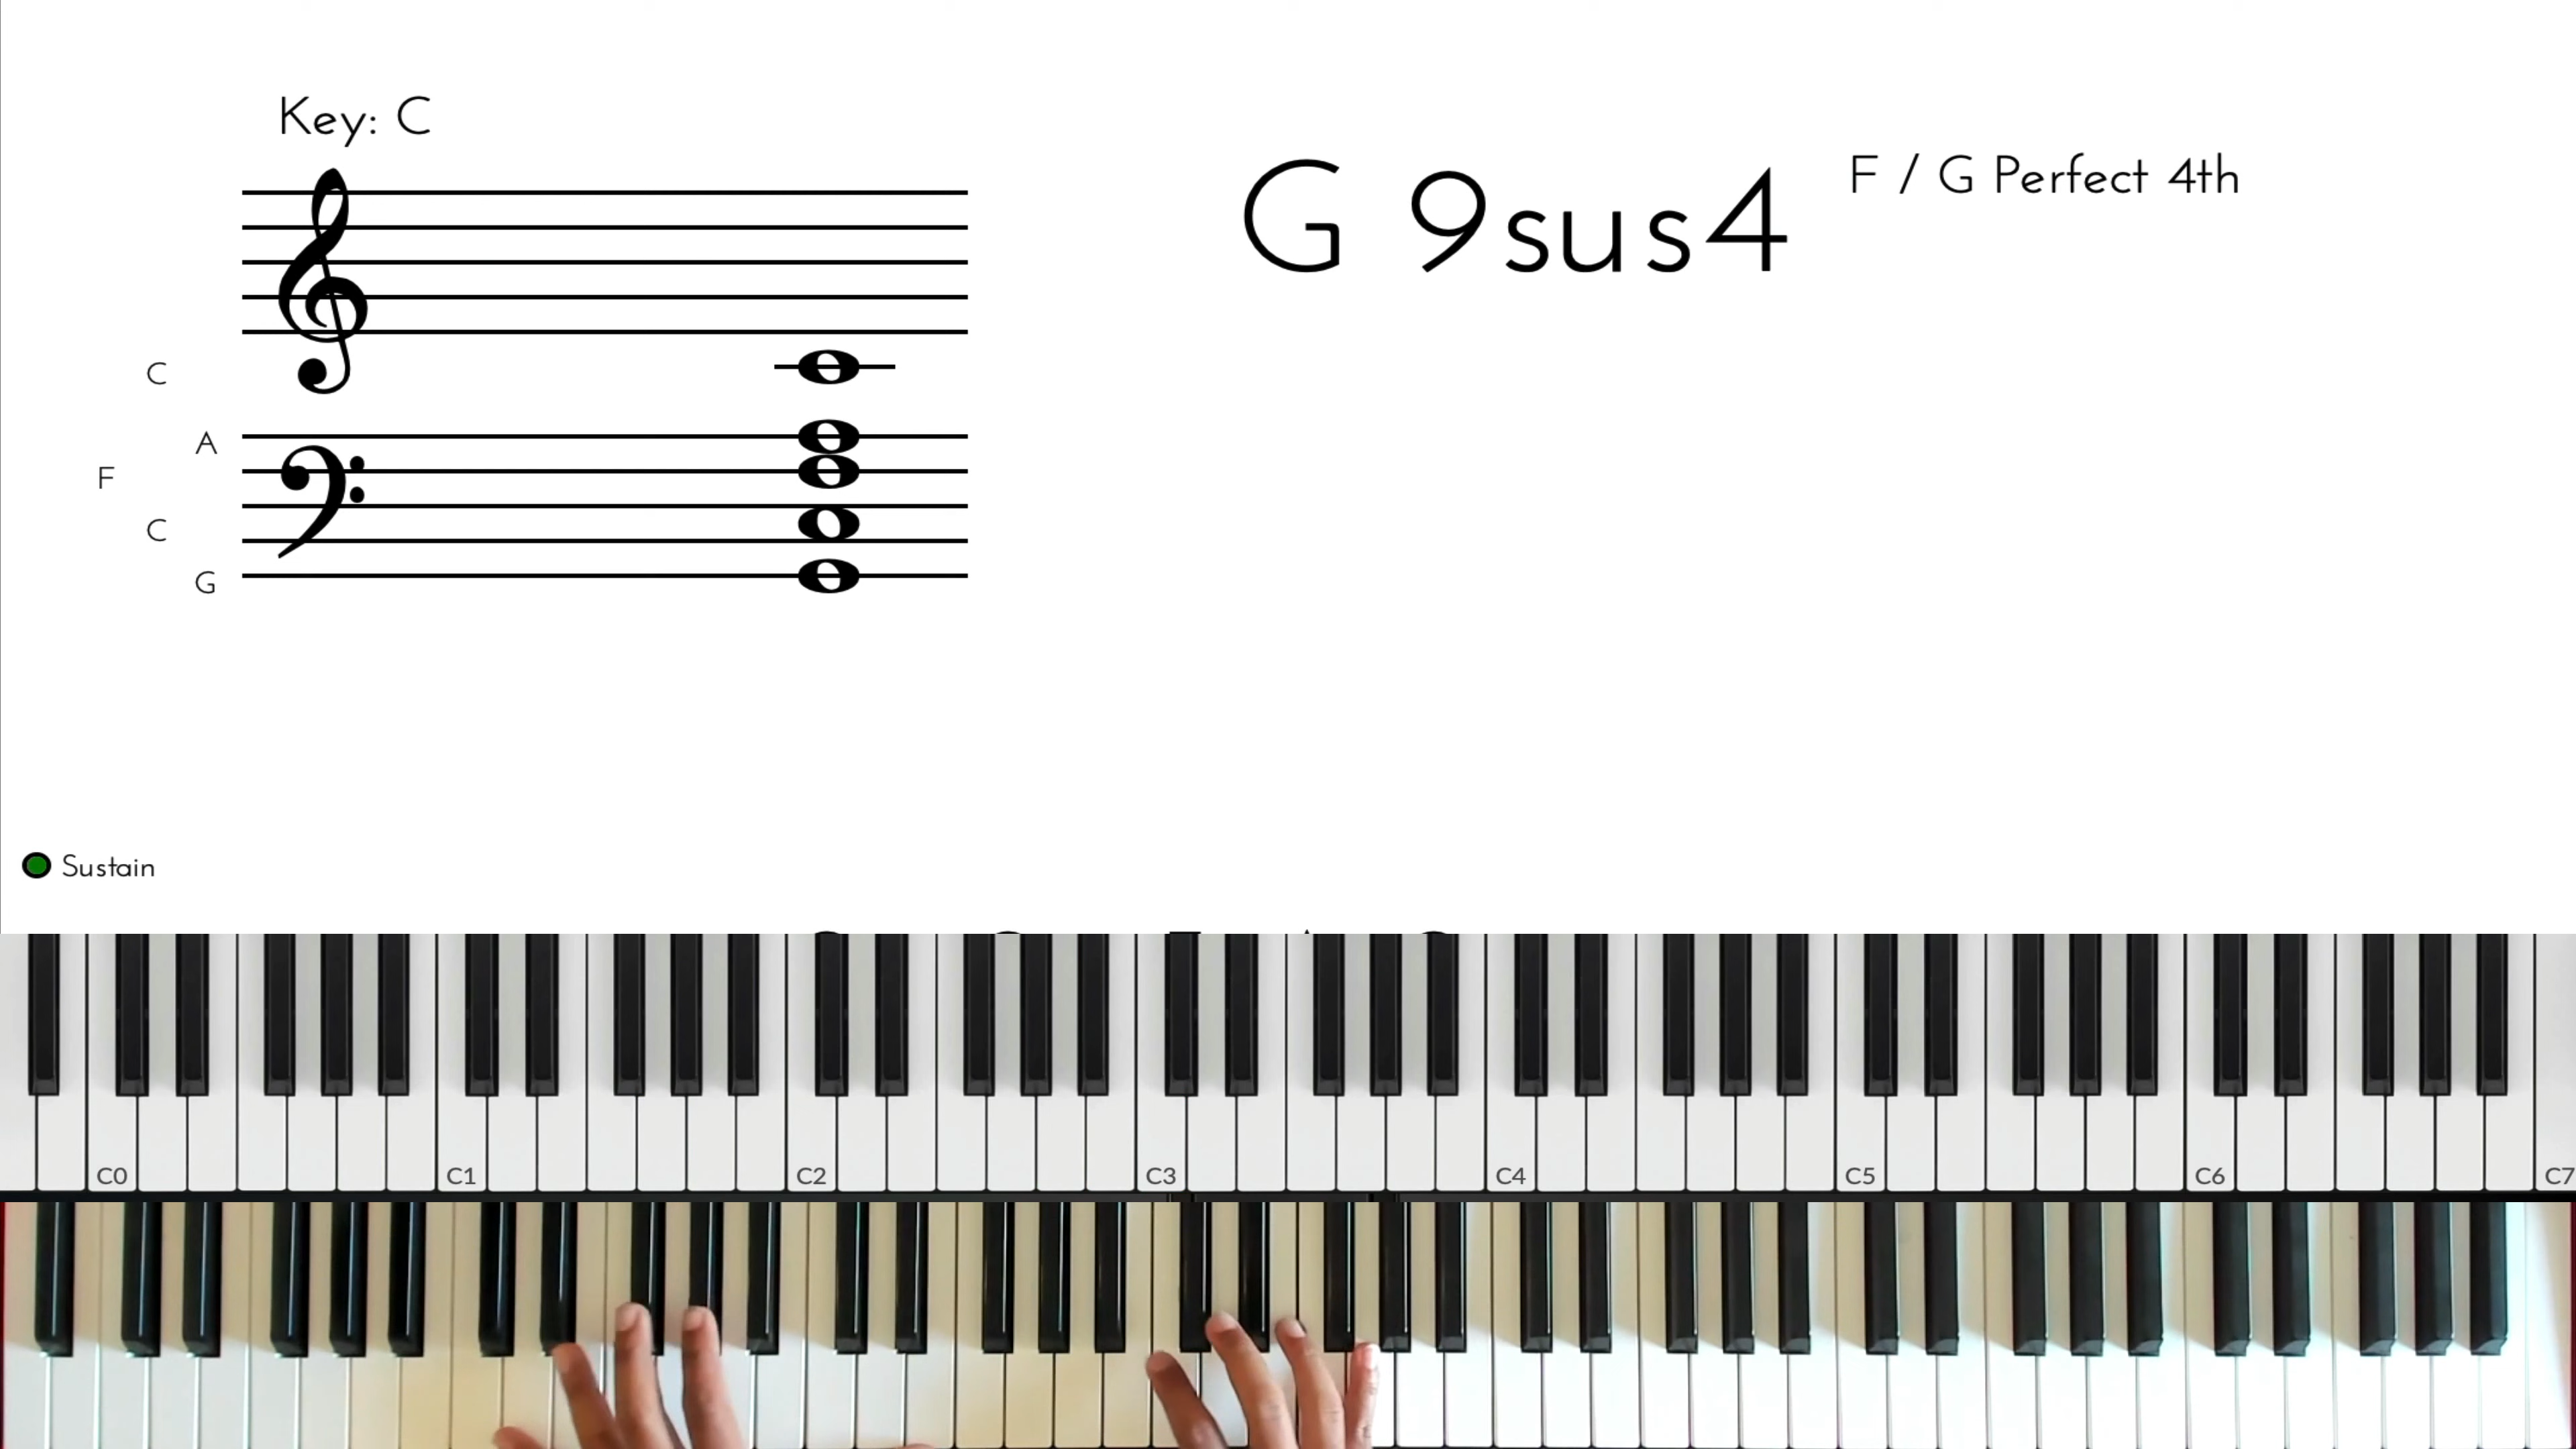 Key: C
G 9sus4
F / G Perfect 4th
C
A
F
C
G
Sustain
C0 C1 C2 C3 C4 C5 C6 C7